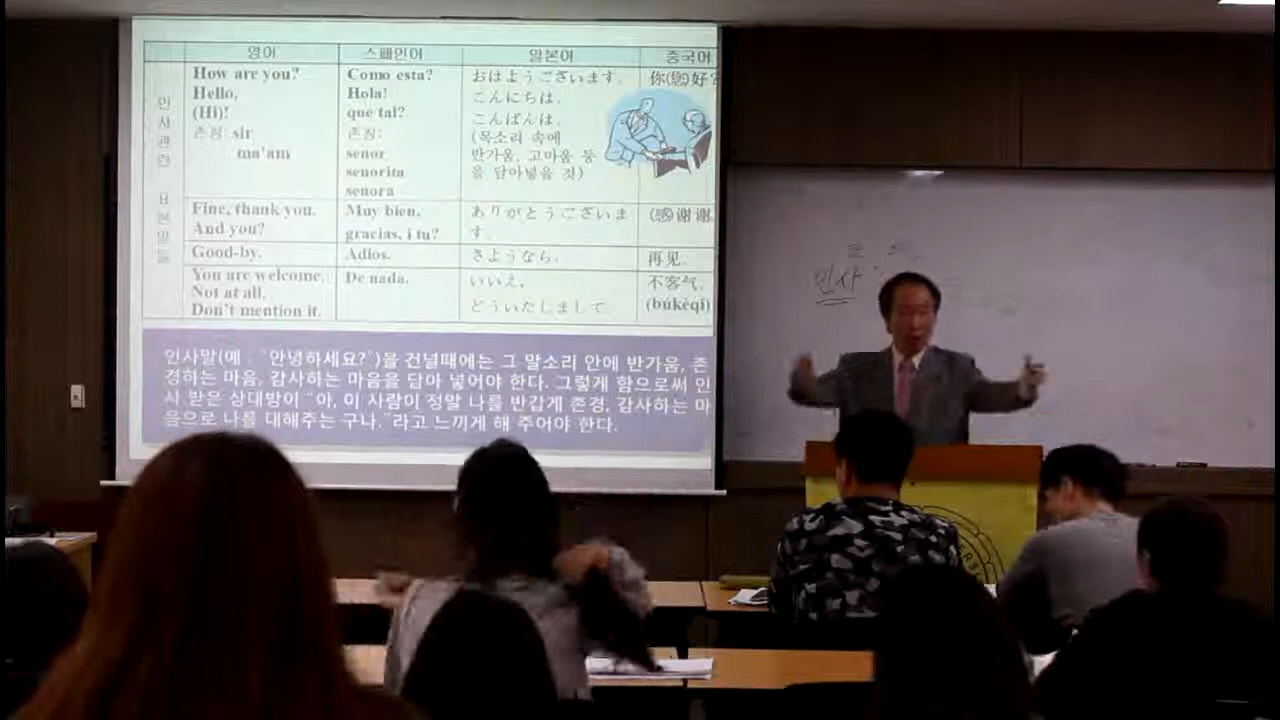 영어 스페인어 일본어 중국어
인사관련 표현말들
How are you? Como esta? おはようございます. 你(您)好?
Hello, Hola! こんにちは.
(Hi)! que tal? こんばんは.
존칭: sir 존칭: (목소리 속에
ma'am senor 반가움, 고마움 등
senorita 을 담아넣을 것)
senora
Fine, thank you. Muy bien, ありがとうございま (感)谢谢
And you? gracias, i tu? す.
Good-by. Adios. さようなら. 再见
You are welcome. De nada. いいえ, 不客气.
Not at all. どういたしまして (búkèqi)
Don't mention it.
인사말(예 : "안녕하세요?")을 건널때에는 그 말소리 안에 반가움, 존
경하는 마음, 감사하는 마음을 담아 넣어야 한다. 그렇게 함으로써 인
사 받은 상대방이 "아, 이 사람이 정말 나를 반갑게 존경, 감사하는 마
음으로 나를 대해주는 구나."라고 느끼게 해 주어야 한다.
인사